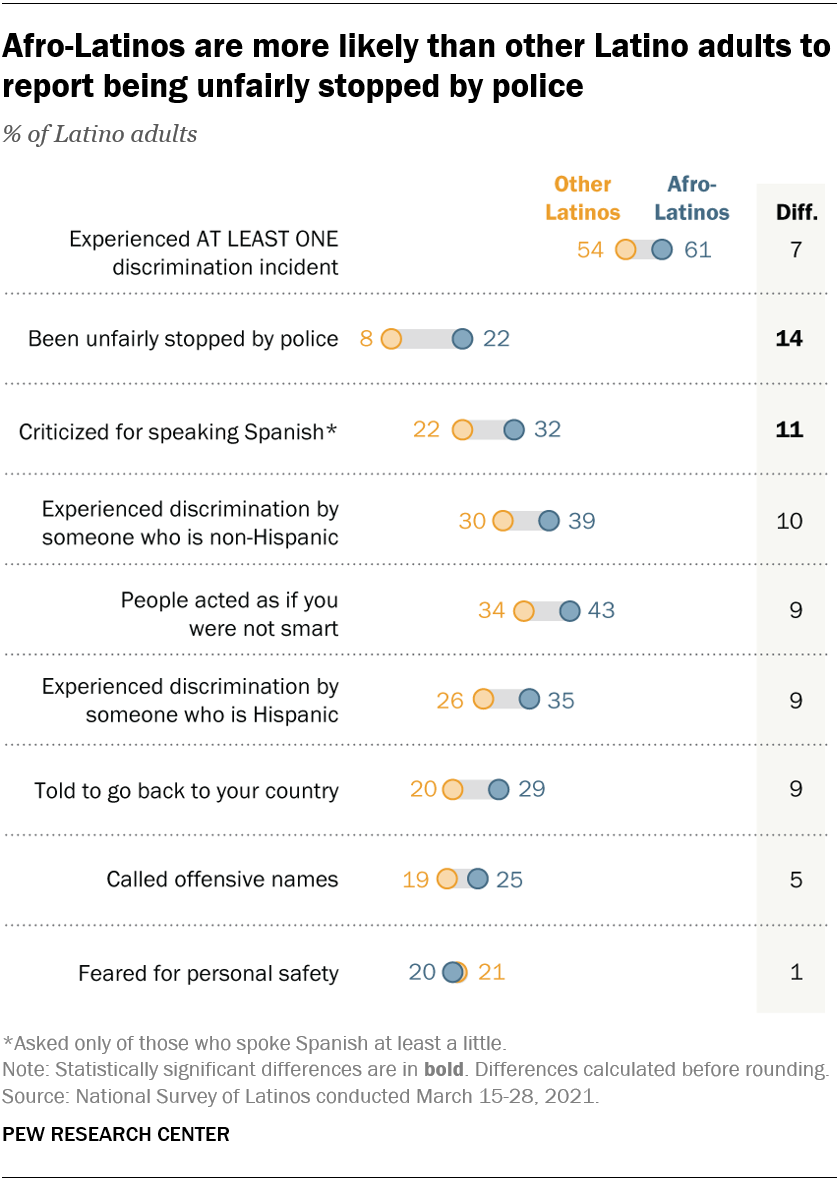 Afro-Latinos are more likely than other Latino adults to
report being unfairly stopped by police
% of Latino adults
Other Latinos
Afro-Latinos
Diff.
Experienced AT LEAST ONE
discrimination incident
54 61 7
Been unfairly stopped by police 8 22 14
Criticized for speaking Spanish* 22 32 11
Experienced discrimination by
someone who is non-Hispanic
30 39 10
People acted as if you
were not smart
34 43 9
Experienced discrimination by
someone who is Hispanic
26 35 9
Told to go back to your country 20 29 9
Called offensive names 19 25 5
Feared for personal safety 20 21 1
*Asked only of those who spoke Spanish at least a little.
Note: Statistically significant differences are in bold. Differences calculated before rounding.
Source: National Survey of Latinos conducted March 15-28, 2021.
PEW RESEARCH CENTER